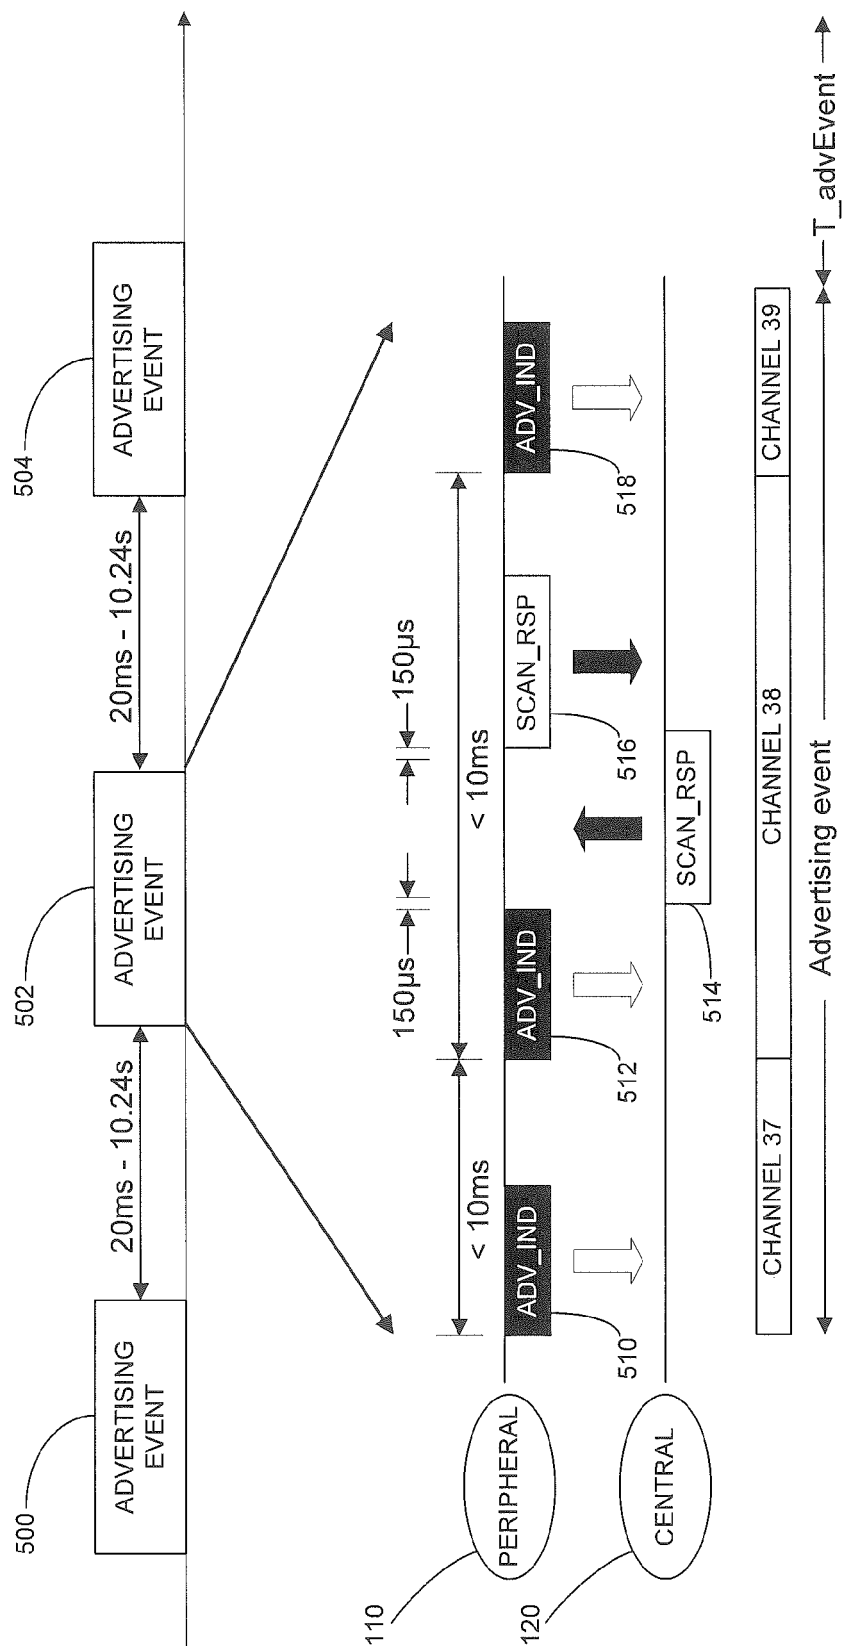 500
502
504
ADVERTISING
EVENT
20ms - 10.24s
ADVERTISING
EVENT
20ms - 10.24s
ADVERTISING
EVENT
150µs
150µs
< 10ms
< 10ms
110
PERIPHERAL
ADV_IND
ADV_IND
SCAN_RSP
ADV_IND
510
512
516
518
120
CENTRAL
SCAN_RSP
514
CHANNEL 37
CHANNEL 38
CHANNEL 39
Advertising event
T_advEvent